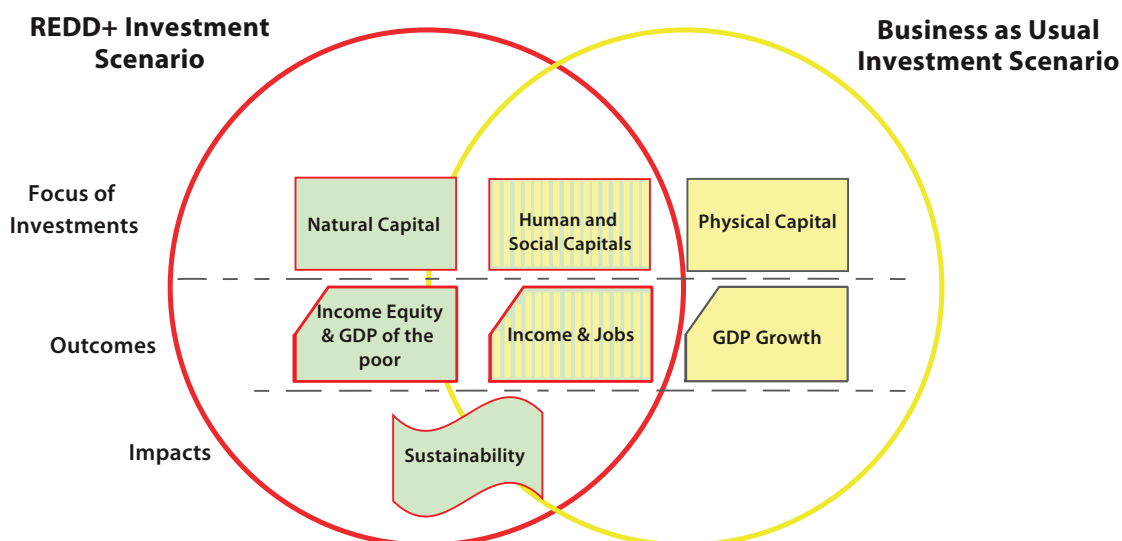 REDD+ Investment
Scenario
Business as Usual
Investment Scenario
Focus of
Investments
Natural Capital
Human and
Social Capitals
Physical Capital
Outcomes
Income Equity
& GDP of the
poor
Income & Jobs
GDP Growth
Impacts
Sustainability